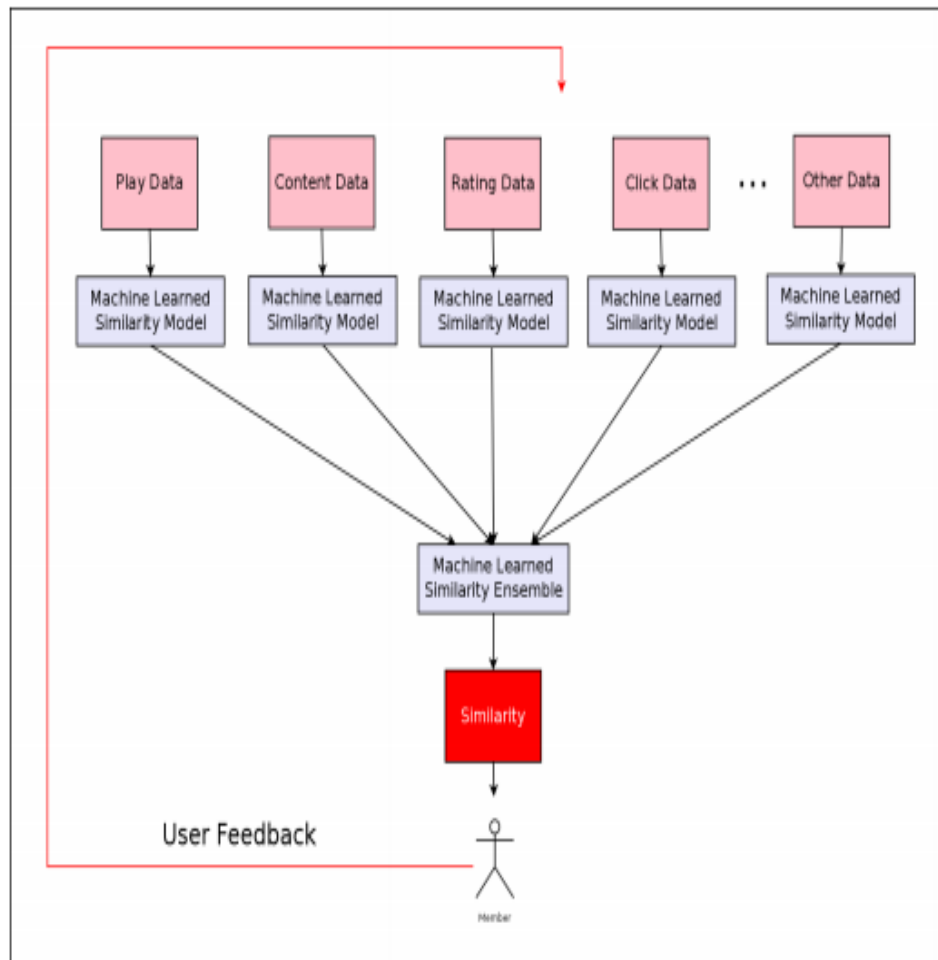 Play Data
Content Data
Rating Data
Click Data
...
Other Data
Machine Learned
Similarity Model
Machine Learned
Similarity Model
Machine Learned
Similarity Model
Machine Learned
Similarity Model
Machine Learned
Similarity Model
Machine Learned
Similarity Ensemble
Similarity
User Feedback
Member